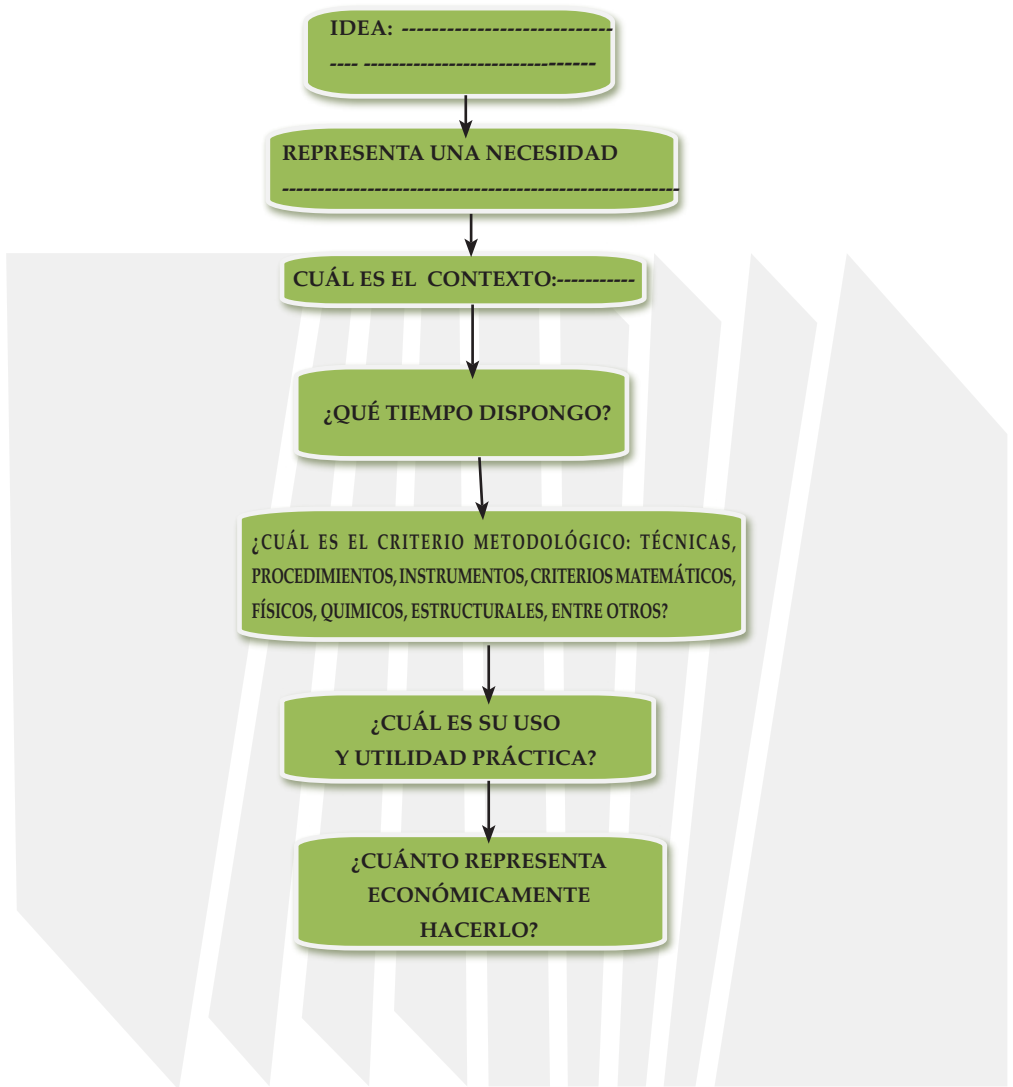 IDEA: ----------------------------
---- -------------------------------
REPRESENTA UNA NECESIDAD
-------------------------------------------------------
CUÁL ES EL CONTEXTO:-----------
¿QUÉ TIEMPO DISPONGO?
¿CUÁL ES EL CRITERIO METODOLÓGICO: TÉCNICAS,
PROCEDIMIENTOS, INSTRUMENTOS, CRITERIOS MATEMÁTICOS,
FÍSICOS, QUIMICOS, ESTRUCTURALES, ENTRE OTROS?
¿CUÁL ES SU USO
Y UTILIDAD PRÁCTICA?
¿CUÁNTO REPRESENTA
ECONÓMICAMENTE
HACERLO?